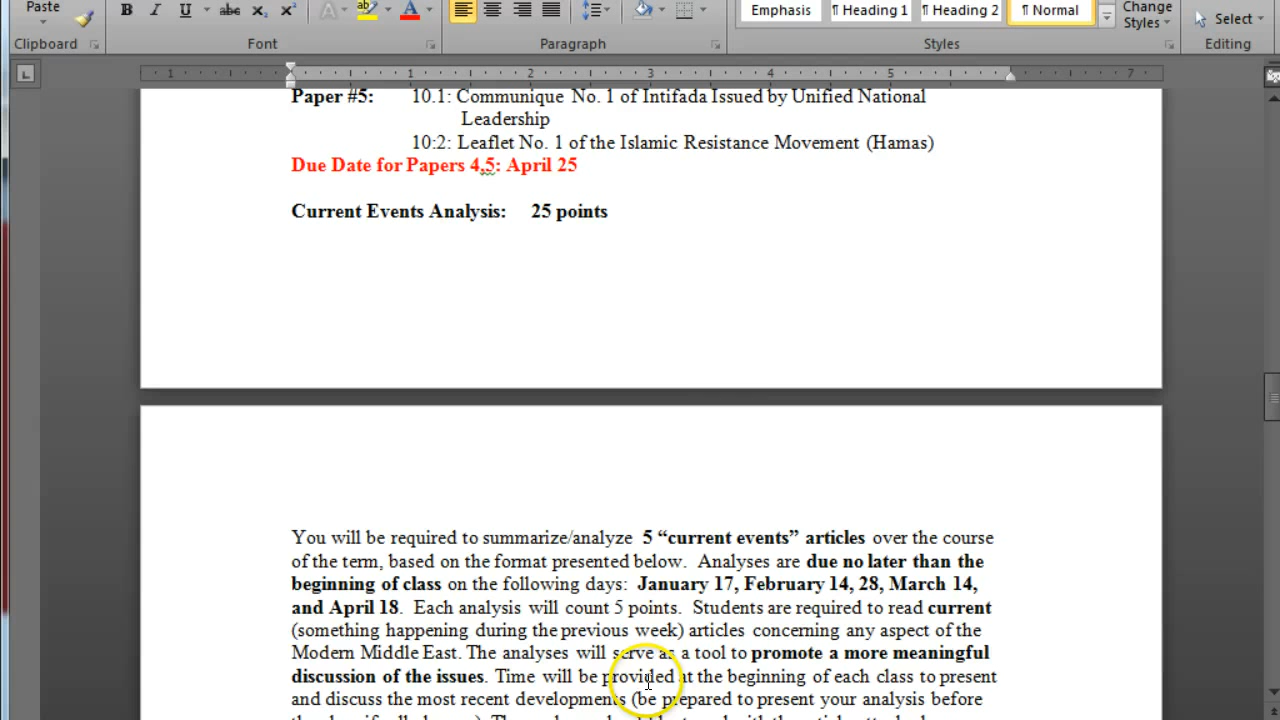 Paste
B I U abc X₂ X² A ab A
Emphasis ¶ Heading 1 ¶ Heading 2 ¶ Normal
Change
Styles
Select
Clipboard Font Paragraph Styles Editing
L 1 1 2 3 4 5 7
Paper #5: 10.1: Communique No. 1 of Intifada Issued by Unified National
Leadership
10:2: Leaflet No. 1 of the Islamic Resistance Movement (Hamas)
Due Date for Papers 4,5: April 25
Current Events Analysis: 25 points
You will be required to summarize/analyze 5 “current events” articles over the course
of the term, based on the format presented below. Analyses are due no later than the
beginning of class on the following days: January 17, February 14, 28, March 14,
and April 18. Each analysis will count 5 points. Students are required to read current
(something happening during the previous week) articles concerning any aspect of the
Modern Middle East. The analyses will serve as a tool to promote a more meaningful
discussion of the issues. Time will be provided at the beginning of each class to present
and discuss the most recent developments (be prepared to present your analysis before